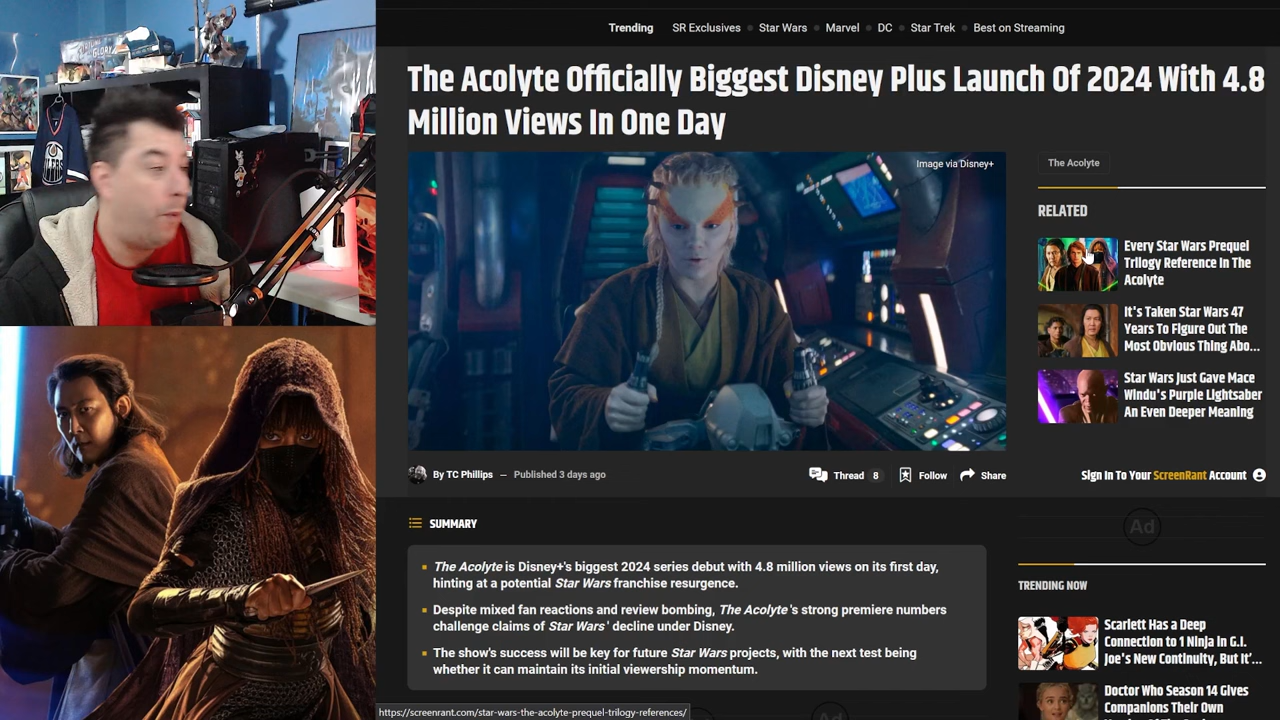 Trending
SR Exclusives
Star Wars
Marvel
DC
Star Trek
Best on Streaming
The Acolyte Officially Biggest Disney Plus Launch Of 2024 With 4.8
Million Views In One Day
Image via Disney+
The Acolyte
RELATED
Every Star Wars Prequel
Trilogy Reference In The
Acolyte
It's Taken Star Wars 47
Years To Figure Out The
Most Obvious Thing Abo...
Star Wars Just Gave Mace
Windu's Purple Lightsaber
An Even Deeper Meaning
By TC Phillips — Published 3 days ago
Thread 8
Follow
Share
Sign In To Your ScreenRant Account
SUMMARY
The Acolyte is Disney+'s biggest 2024 series debut with 4.8 million views on its first day,
hinting at a potential Star Wars franchise resurgence.
Despite mixed fan reactions and review bombing, The Acolyte's strong premiere numbers
challenge claims of Star Wars' decline under Disney.
The show's success will be key for future Star Wars projects, with the next test being
whether it can maintain its initial viewership momentum.
Ad
TRENDING NOW
Scarlett Has a Deep
Connection to 1 Ninja In G.I.
Joe's New Continuity, But It'...
Doctor Who Season 14 Gives
Companions Their Own
https://screenrant.com/star-wars-the-acolyte-prequel-trilogy-references/
GLORY
OILERS